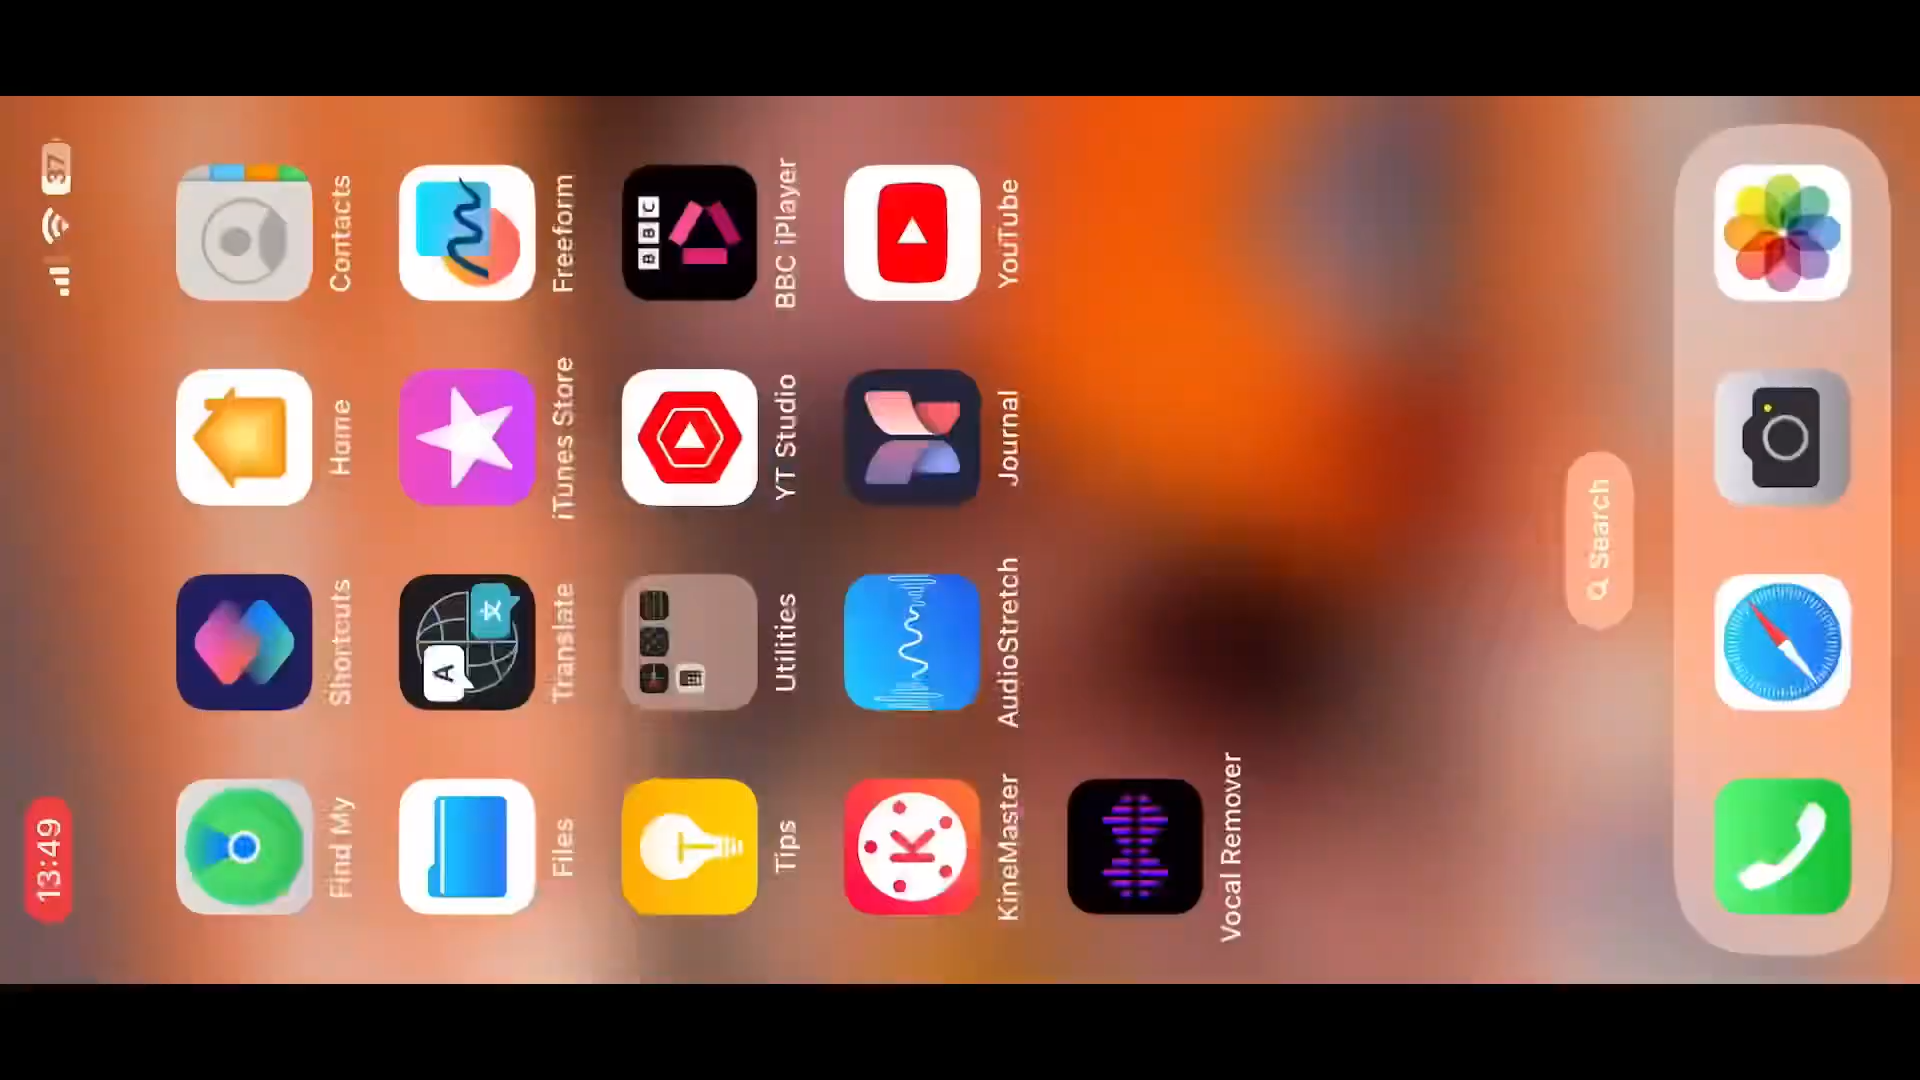 13:49
37
Find My
Shortcuts
Home
Contacts
A
文
Files
Translate
iTunes Store
Freeform
BBC
Tips
Utilities
YT Studio
BBC iPlayer
K
KineMaster
AudioStretch
Journal
YouTube
Vocal Remover
Search